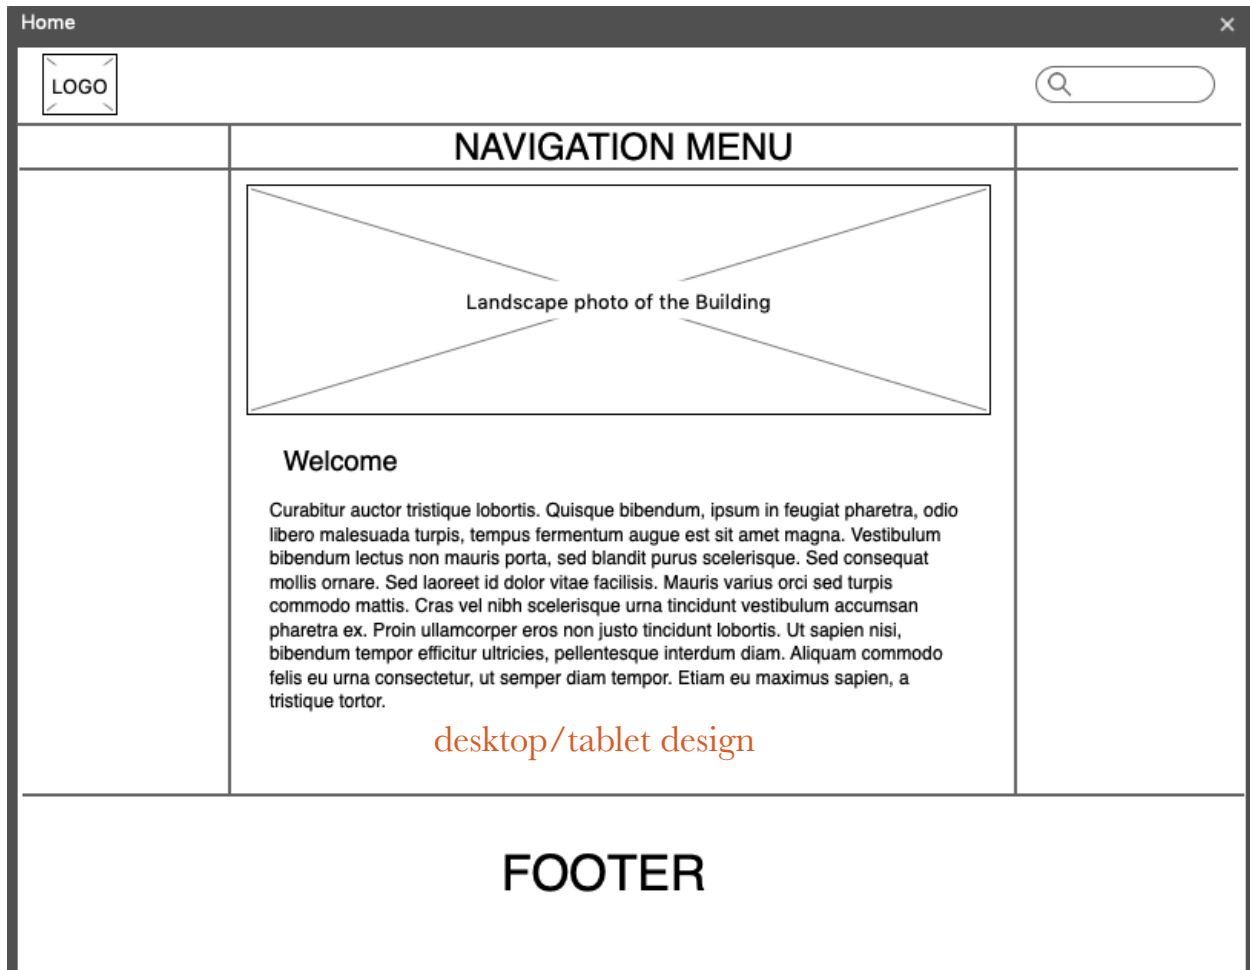 Home
LOGO
NAVIGATION MENU
Landscape photo of the Building
Welcome
Curabitur auctor tristique lobortis. Quisque bibendum, ipsum in feugiat pharetra, odio
libero malesuada turpis, tempus fermentum augue est sit amet magna. Vestibulum
bibendum lectus non mauris porta, sed blandit purus scelerisque. Sed consequat
mollis ornare. Sed laoreet id dolor vitae facilisis. Mauris varius orci sed turpis
commodo mattis. Cras vel nibh scelerisque urna tincidunt vestibulum accumsan
pharetra ex. Proin ullamcorper eros non justo tincidunt lobortis. Ut sapien nisi,
bibendum tempor efficitur ultricies, pellentesque interdum diam. Aliquam commodo
felis eu urna consectetur, ut semper diam tempor. Etiam eu maximus sapien, a
tristique tortor.
desktop/tablet design
FOOTER